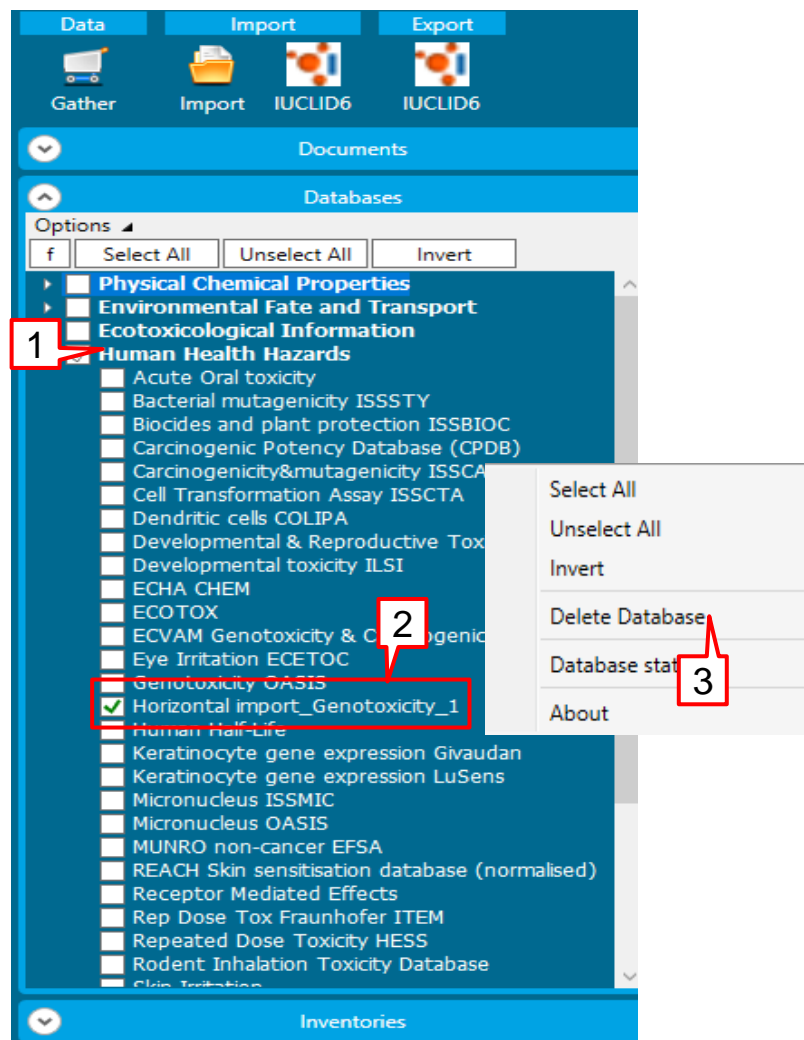 Data Import Export
Gather Import IUCLID6 IUCLID6
Documents
Databases
Options
f Select All Unselect All Invert
Physical Chemical Properties
Environmental Fate and Transport
Ecotoxicological Information
1
Human Health Hazards
Acute Oral toxicity
Bacterial mutagenicity ISSSTY
Biocides and plant protection ISSBIOC
Carcinogenic Potency Database (CPDB)
Carcinogenicity&mutagenicity ISSCA
Cell Transformation Assay ISSCTA
Dendritic cells COLIPA
Developmental & Reproductive Tox
Developmental toxicity ILSI
ECHA CHEM
ECOTOX
ECVAM Genotoxicity & C ogenic
2
Eye Irritation ECETOC
Genotoxicity OASIS
Horizontal import_Genotoxicity_1
Human Half-Life
Keratinocyte gene expression Givaudan
Keratinocyte gene expression LuSens
Micronucleus ISSMIC
Micronucleus OASIS
MUNRO non-cancer EFSA
REACH Skin sensitisation database (normalised)
Receptor Mediated Effects
Rep Dose Tox Fraunhofer ITEM
Repeated Dose Toxicity HESS
Rodent Inhalation Toxicity Database
Skin Irritation
Inventories
Select All
Unselect All
Invert
Delete Database
Database stat
3
About